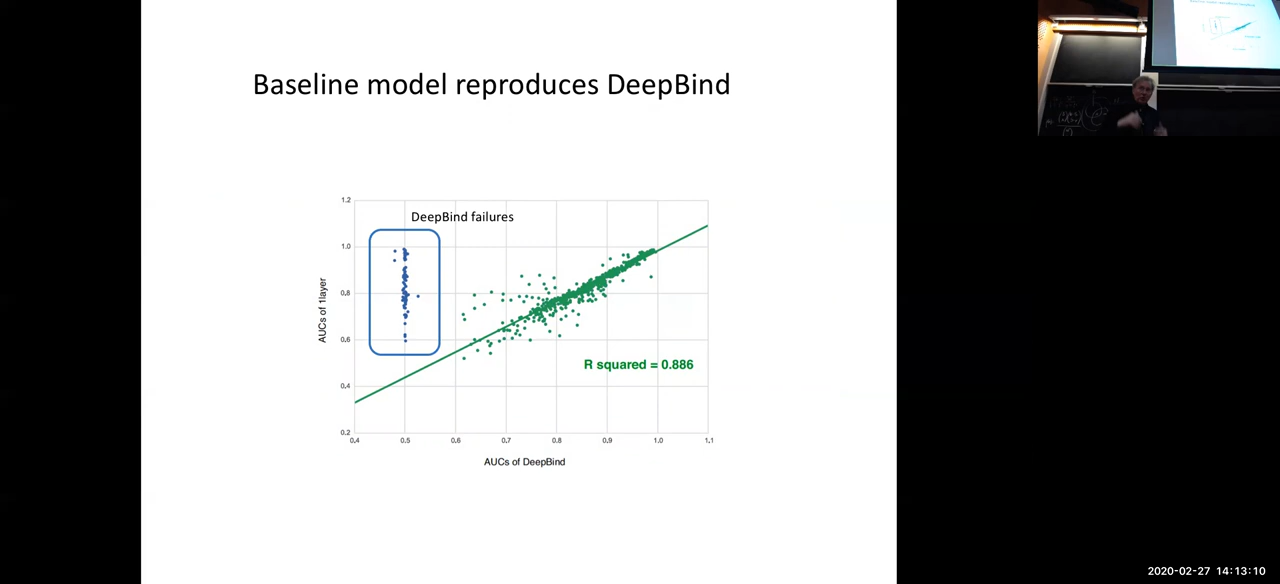 Baseline model reproduces DeepBind
DeepBind failures
1.2
1.0
0.8
0.6
0.4
0.2
AUCs of 1layer
R squared = 0.886
0.4 0.5 0.6 0.7 0.8 0.9 1.0 1.1
AUCs of DeepBind
2020-02-27 14:13:10